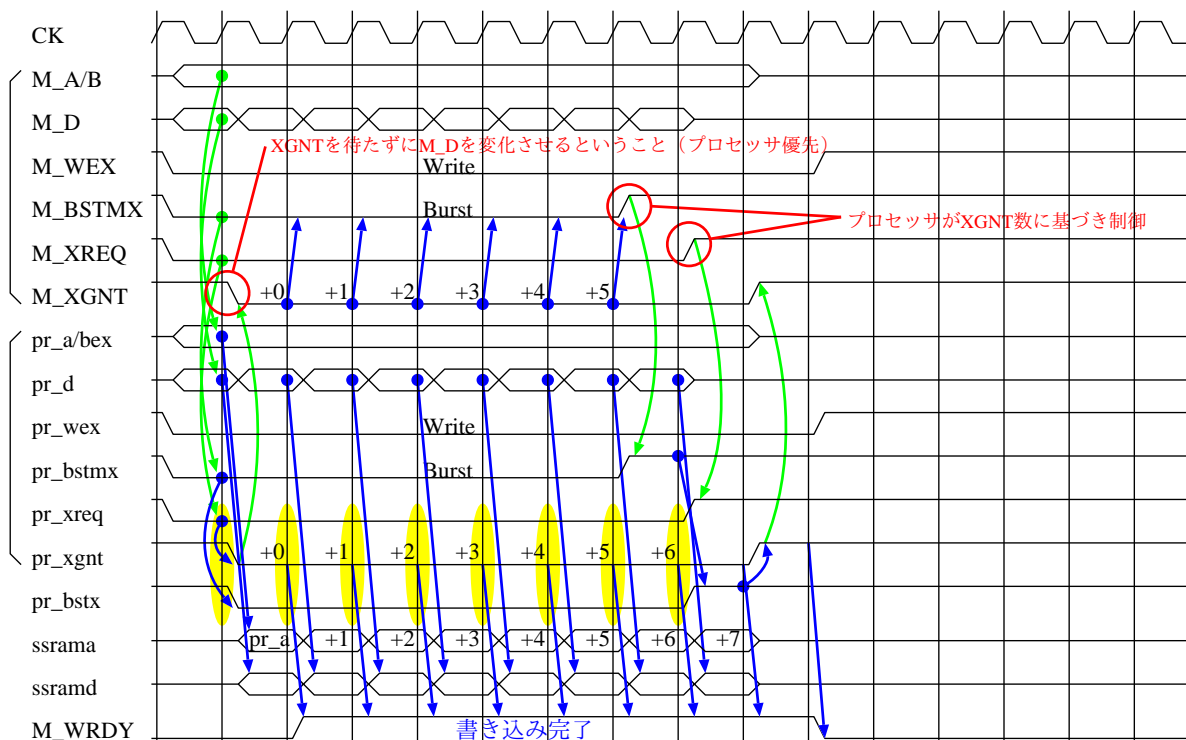 CK
M_A/B
M_D
XGNTを待たずにM_Dを変化させるということ（プロセッサ優先）
M_WEX Write
M_BSTMX Burst
プロセッサがXGNT数に基づき制御
M_XREQ
M_XGNT +0 +1 +2 +3 +4 +5
pr_a/bex
pr_d
pr_wex Write
pr_bstmx Burst
pr_xreq
pr_xgnt +0 +1 +2 +3 +4 +5 +6
pr_bstx
ssrama pr_a +1 +2 +3 +4 +5 +6 +7
ssramd
M_WRDY 書き込み完了